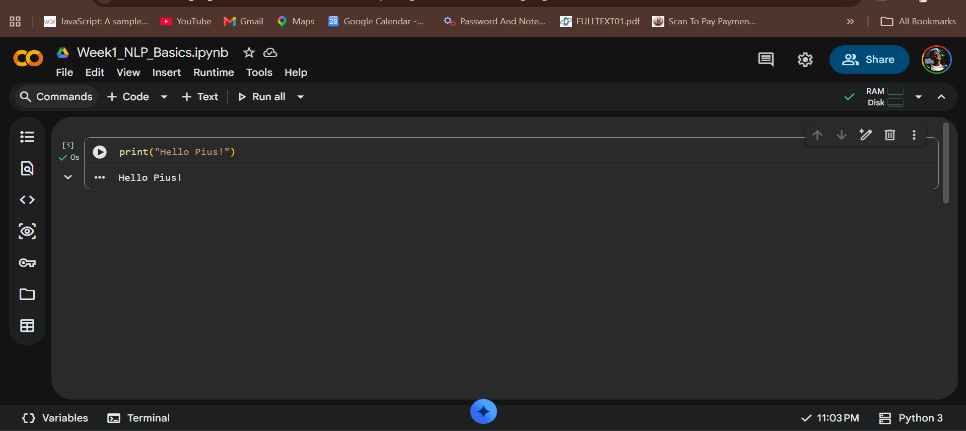 JavaScript: A sample... YouTube Gmail Maps 28 Google Calendar -... Password And Note... FULLTEXT01.pdf Scan To Pay Paymen... » All Bookmarks
CO Week1_NLP_Basics.ipynb
File Edit View Insert Runtime Tools Help
Share
Commands + Code + Text Run all
RAM
Disk
[3]
0s
print("Hello Pius!")
Hello Pius!
Variables Terminal 11:03 PM Python 3